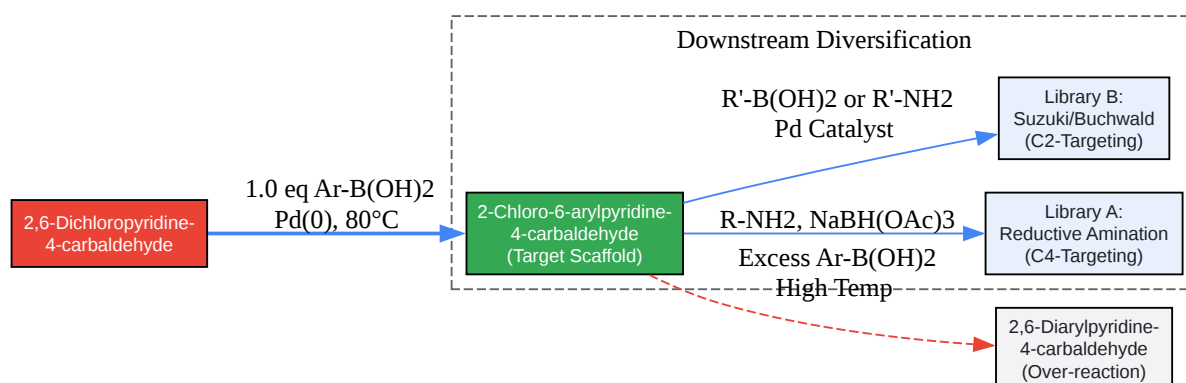 Downstream Diversification
R'-B(OH)2 or R'-NH2
Pd Catalyst
Library B:
Suzuki/Buchwald
(C2-Targeting)
1.0 eq Ar-B(OH)2
Pd(0), 80°C
2,6-Dichloropyridine-
4-carbaldehyde
2-Chloro-6-arylpyridine-
4-carbaldehyde
(Target Scaffold)
R-NH2, NaBH(OAc)3
Library A:
Reductive Amination
(C4-Targeting)
Excess Ar-B(OH)2
High Temp
2,6-Diarylpyridine-
4-carbaldehyde
(Over-reaction)